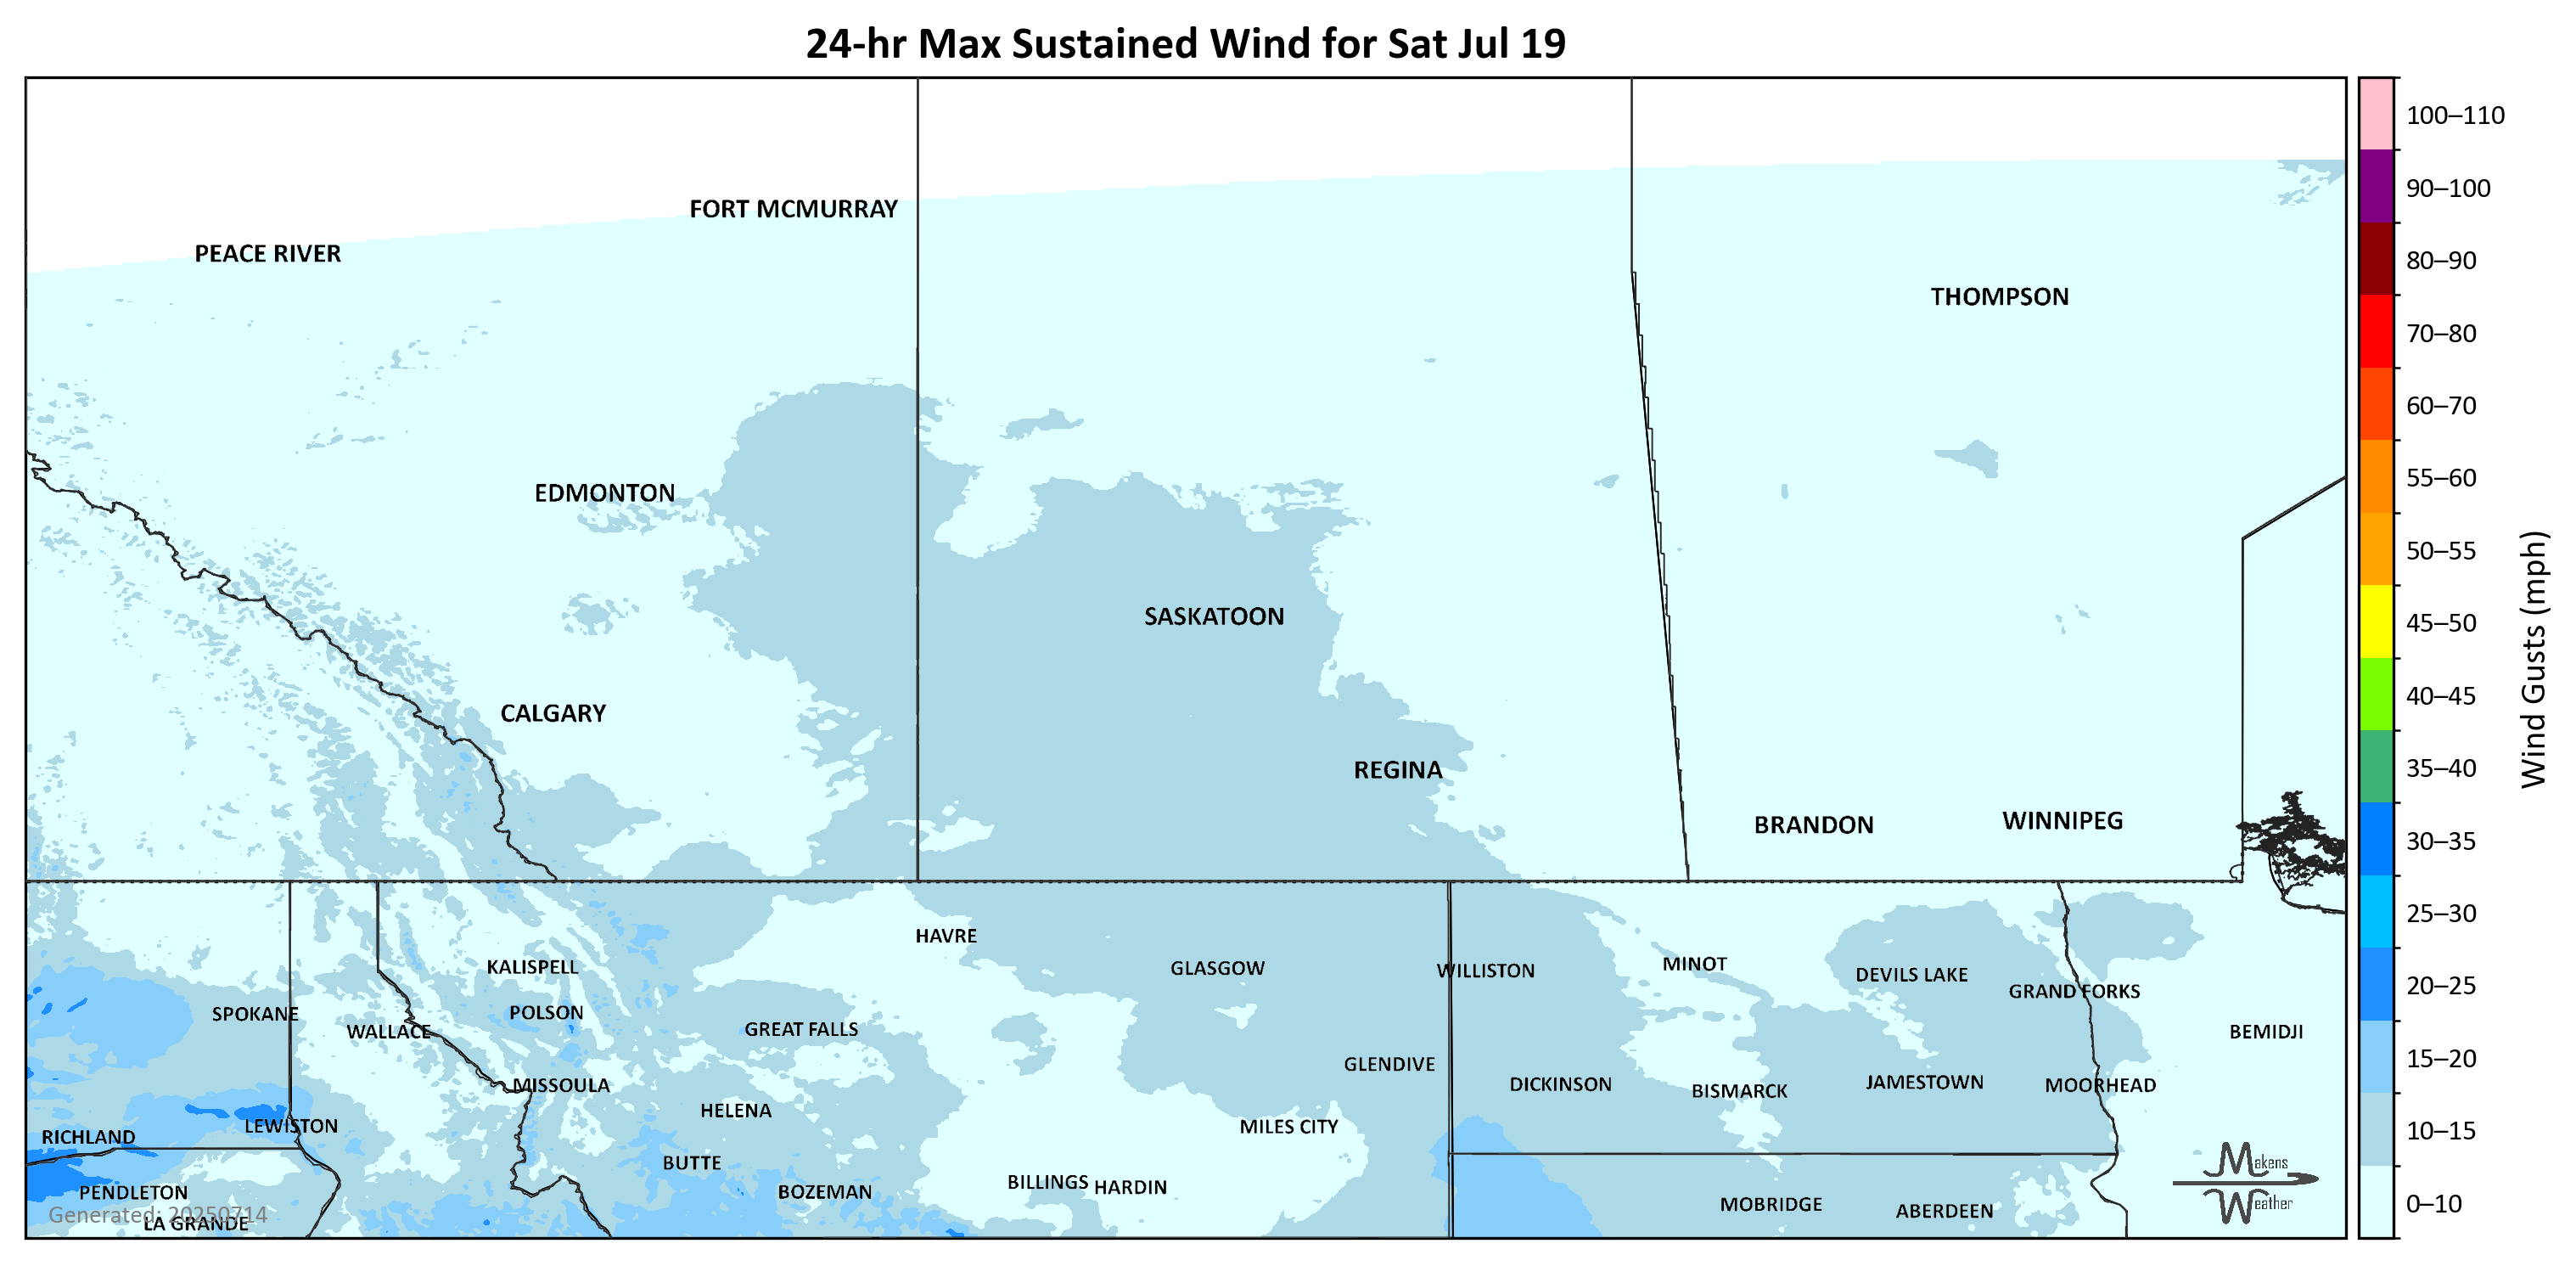 24-hr Max Sustained Wind for Sat Jul 19
100–110
90–100
80–90
70–80
60–70
55–60
50–55
45–50
40–45
35–40
30–35
25–30
20–25
15–20
10–15
0–10
Wind Gusts (mph)
FORT MCMURRAY
PEACE RIVER
THOMPSON
EDMONTON
SASKATOON
CALGARY
REGINA
BRANDON
WINNIPEG
HAVRE
KALISPELL
GLASGOW
WILLISTON
MINOT
DEVILS LAKE
GRAND FORKS
SPOKANE
POLSON
WALLACE
GREAT FALLS
BEMIDJI
GLENDIVE
MISSOULA
DICKINSON
BISMARCK
JAMESTOWN
MOORHEAD
HELENA
LEWISTON
MILES CITY
RICHLAND
BUTTE
BILLINGS
HARDIN
PENDLETON
BOZEMAN
MOBRIDGE
ABERDEEN
LA GRANDE
Generated: 20250714
Makens
Weather